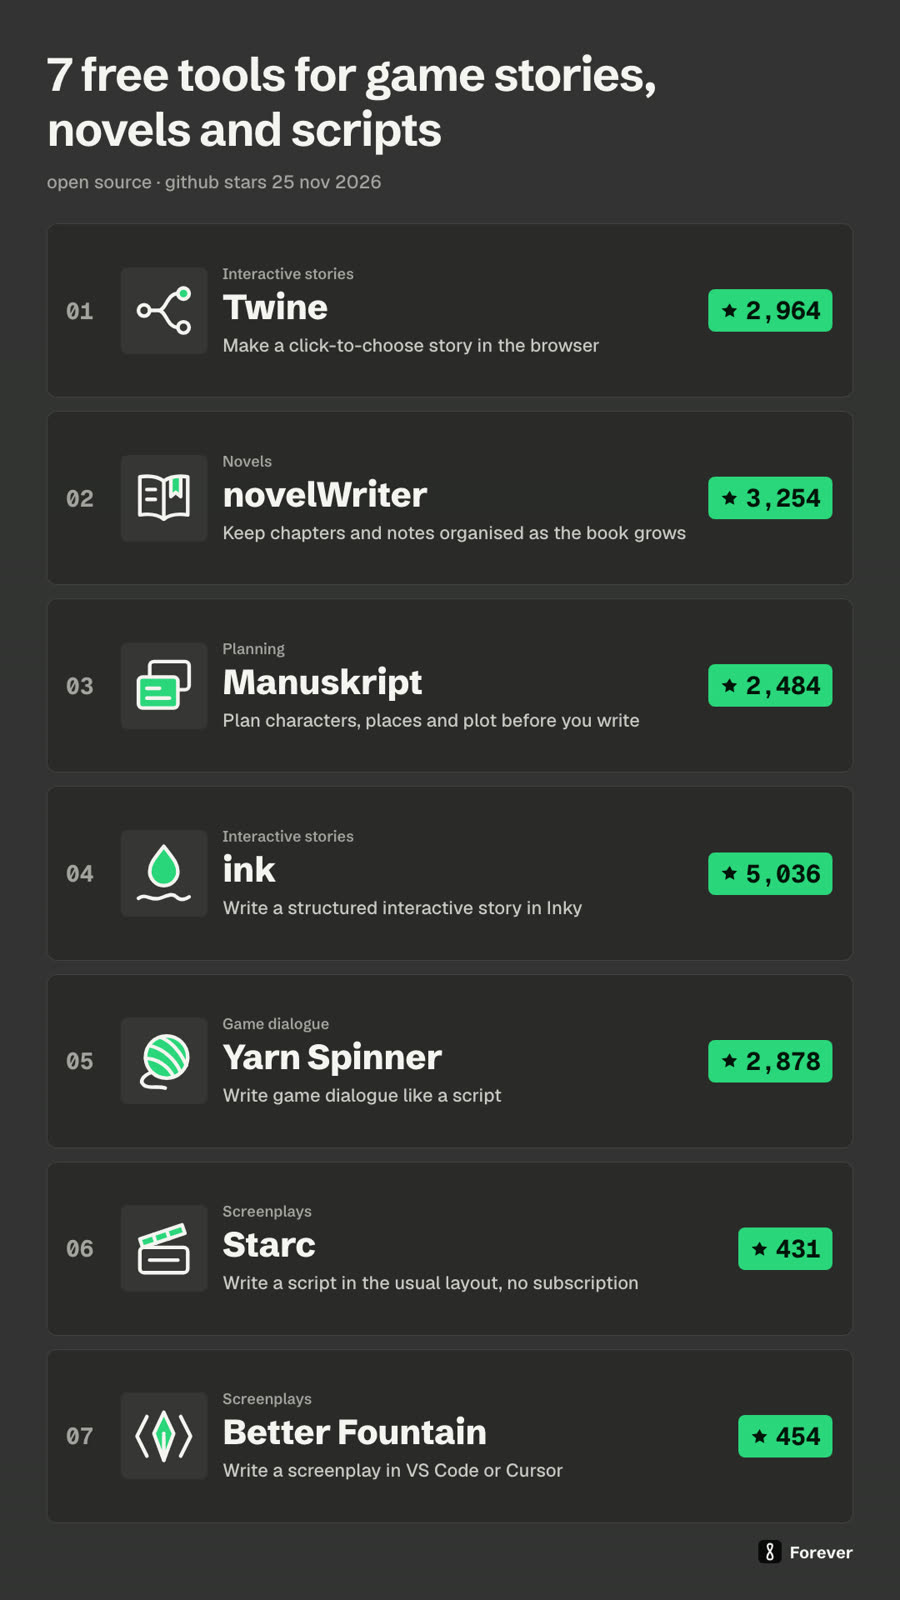 7 free tools for game stories,
novels and scripts
open source · github stars 25 nov 2026
01
Interactive stories
Twine
Make a click-to-choose story in the browser
★ 2,964
02
Novels
novelWriter
Keep chapters and notes organised as the book grows
★ 3,254
03
Planning
Manuskript
Plan characters, places and plot before you write
★ 2,484
04
Interactive stories
ink
Write a structured interactive story in Inky
★ 5,036
05
Game dialogue
Yarn Spinner
Write game dialogue like a script
★ 2,878
06
Screenplays
Starc
Write a script in the usual layout, no subscription
★ 431
07
Screenplays
Better Fountain
Write a screenplay in VS Code or Cursor
★ 454
Forever